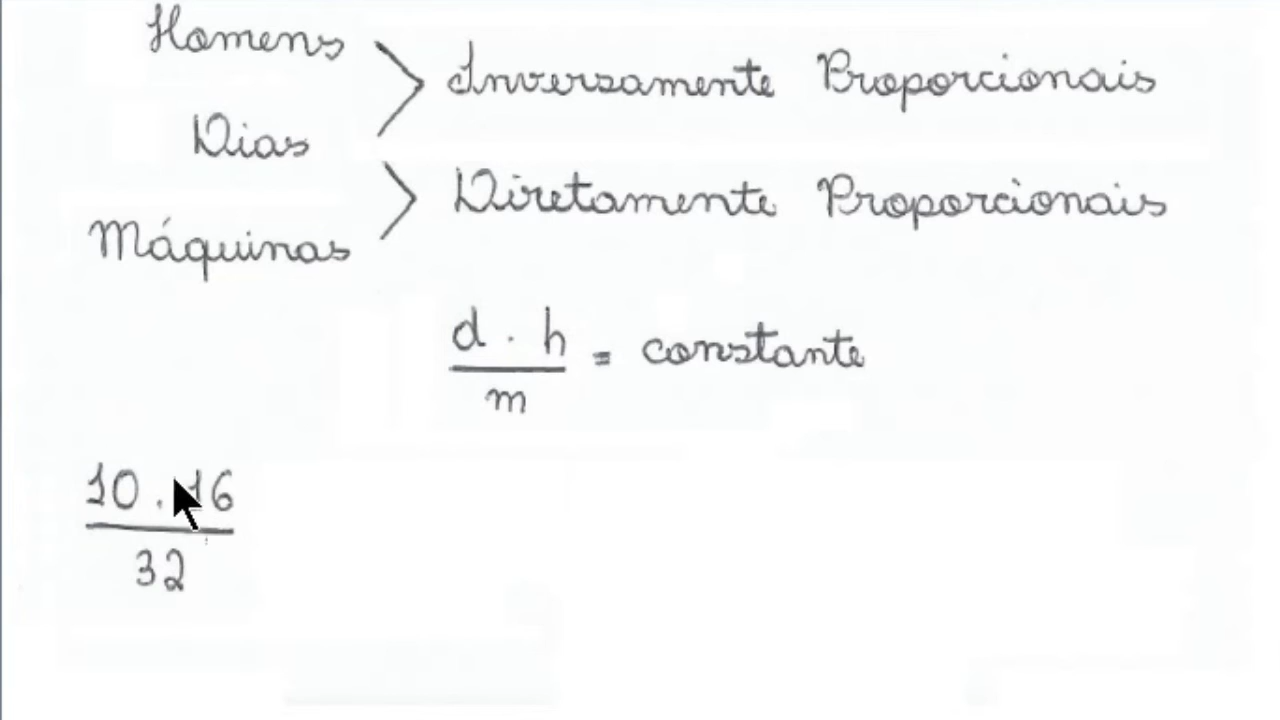 Homens
Inversamente Proporcionais
Dias
Diretamente Proporcionais
Máquinas
d . h
m
= constante
10 . 16
32